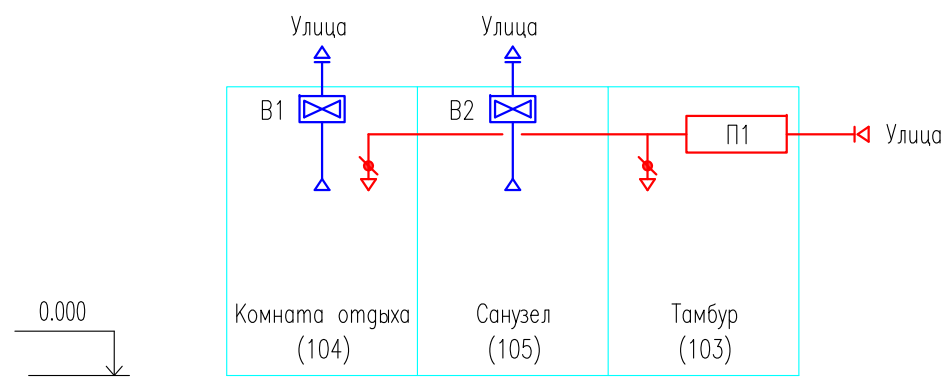 Улица
Улица
В1
В2
П1
Улица
0.000
Комната отдыха
(104)
Санузел
(105)
Тамбур
(103)